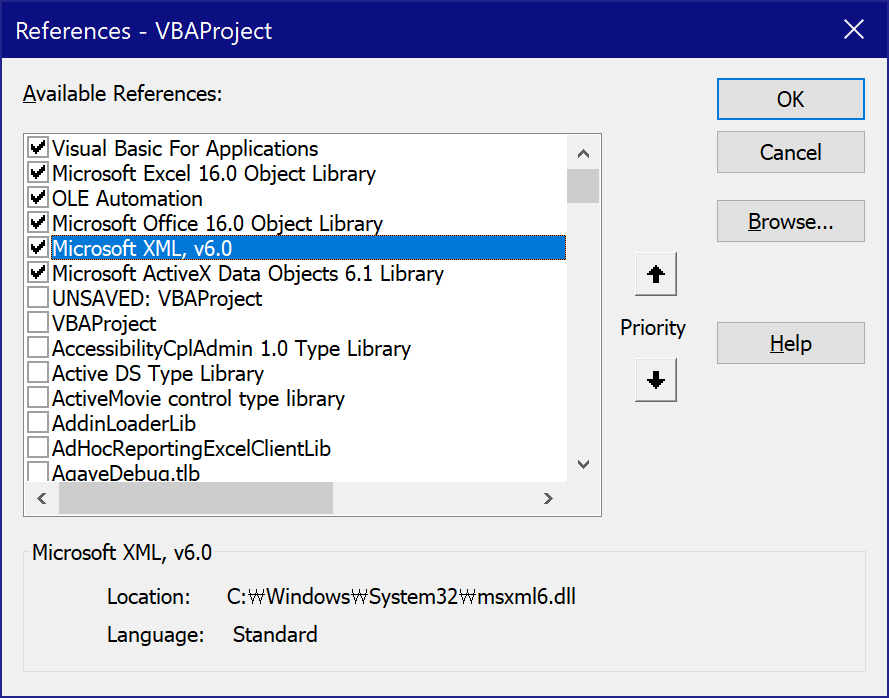 References - VBAProject
Available References:
Visual Basic For Applications
Microsoft Excel 16.0 Object Library
OLE Automation
Microsoft Office 16.0 Object Library
Microsoft XML, v6.0
Microsoft ActiveX Data Objects 6.1 Library
UNSAVED: VBAProject
VBAProject
AccessibilityCplAdmin 1.0 Type Library
Active DS Type Library
ActiveMovie control type library
AddinLoaderLib
AdHocReportingExcelClientLib
AgaveDebug.tlb
OK
Cancel
Browse...
Priority
Help
Microsoft XML, v6.0
Location: C:₩Windows₩System32₩msxml6.dll
Language: Standard